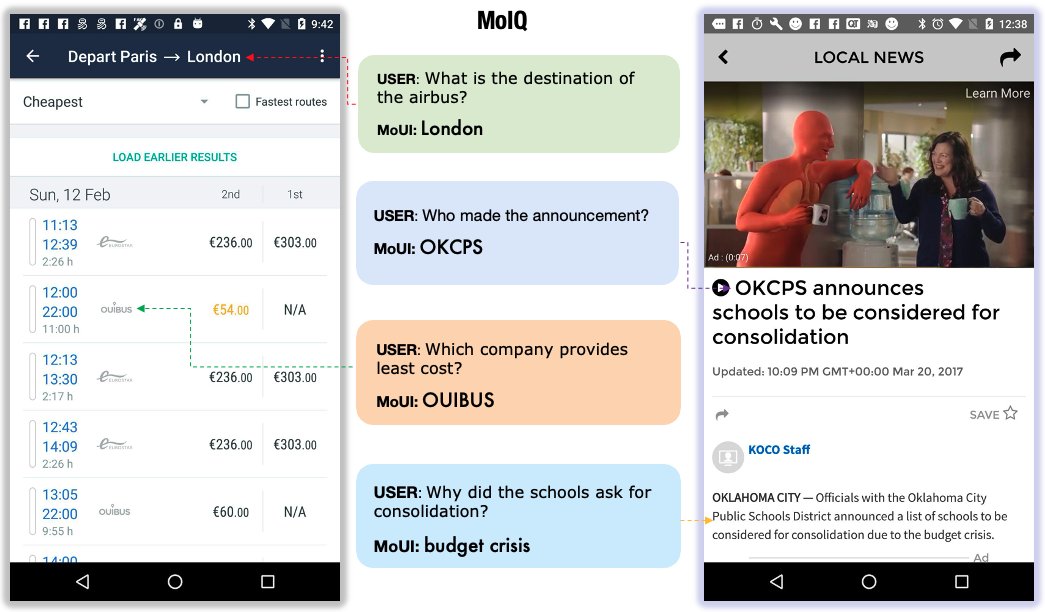 MoIQ
9:42
Depart Paris → London
Cheapest
Fastest routes
LOAD EARLIER RESULTS
Sun, 12 Feb 2nd 1st
11:13
12:39 EUROSTAR €236.00 €303.00
2:26 h
12:00
22:00 OUIBUS €54.00 N/A
11:00 h
12:13
13:30 EUROSTAR €236.00 €303.00
2:17 h
12:43
14:09 EUROSTAR €236.00 €303.00
2:26 h
13:05
22:00 OUIBUS €60.00 N/A
9:55 h
14:00
USER: What is the destination of
the airbus?
MoUI: London
USER: Who made the announcement?
MoUI: OKCPS
USER: Which company provides
least cost?
MoUI: OUIBUS
USER: Why did the schools ask for
consolidation?
MoUI: budget crisis
12:38
LOCAL NEWS
Learn More
Ad : (0:07)
OKCPS announces
schools to be considered for
consolidation
Updated: 10:09 PM GMT+00:00 Mar 20, 2017
SAVE
KOCO Staff
OKLAHOMA CITY — Officials with the Oklahoma City
Public Schools District announced a list of schools to be
considered for consolidation due to the budget crisis.
Ad